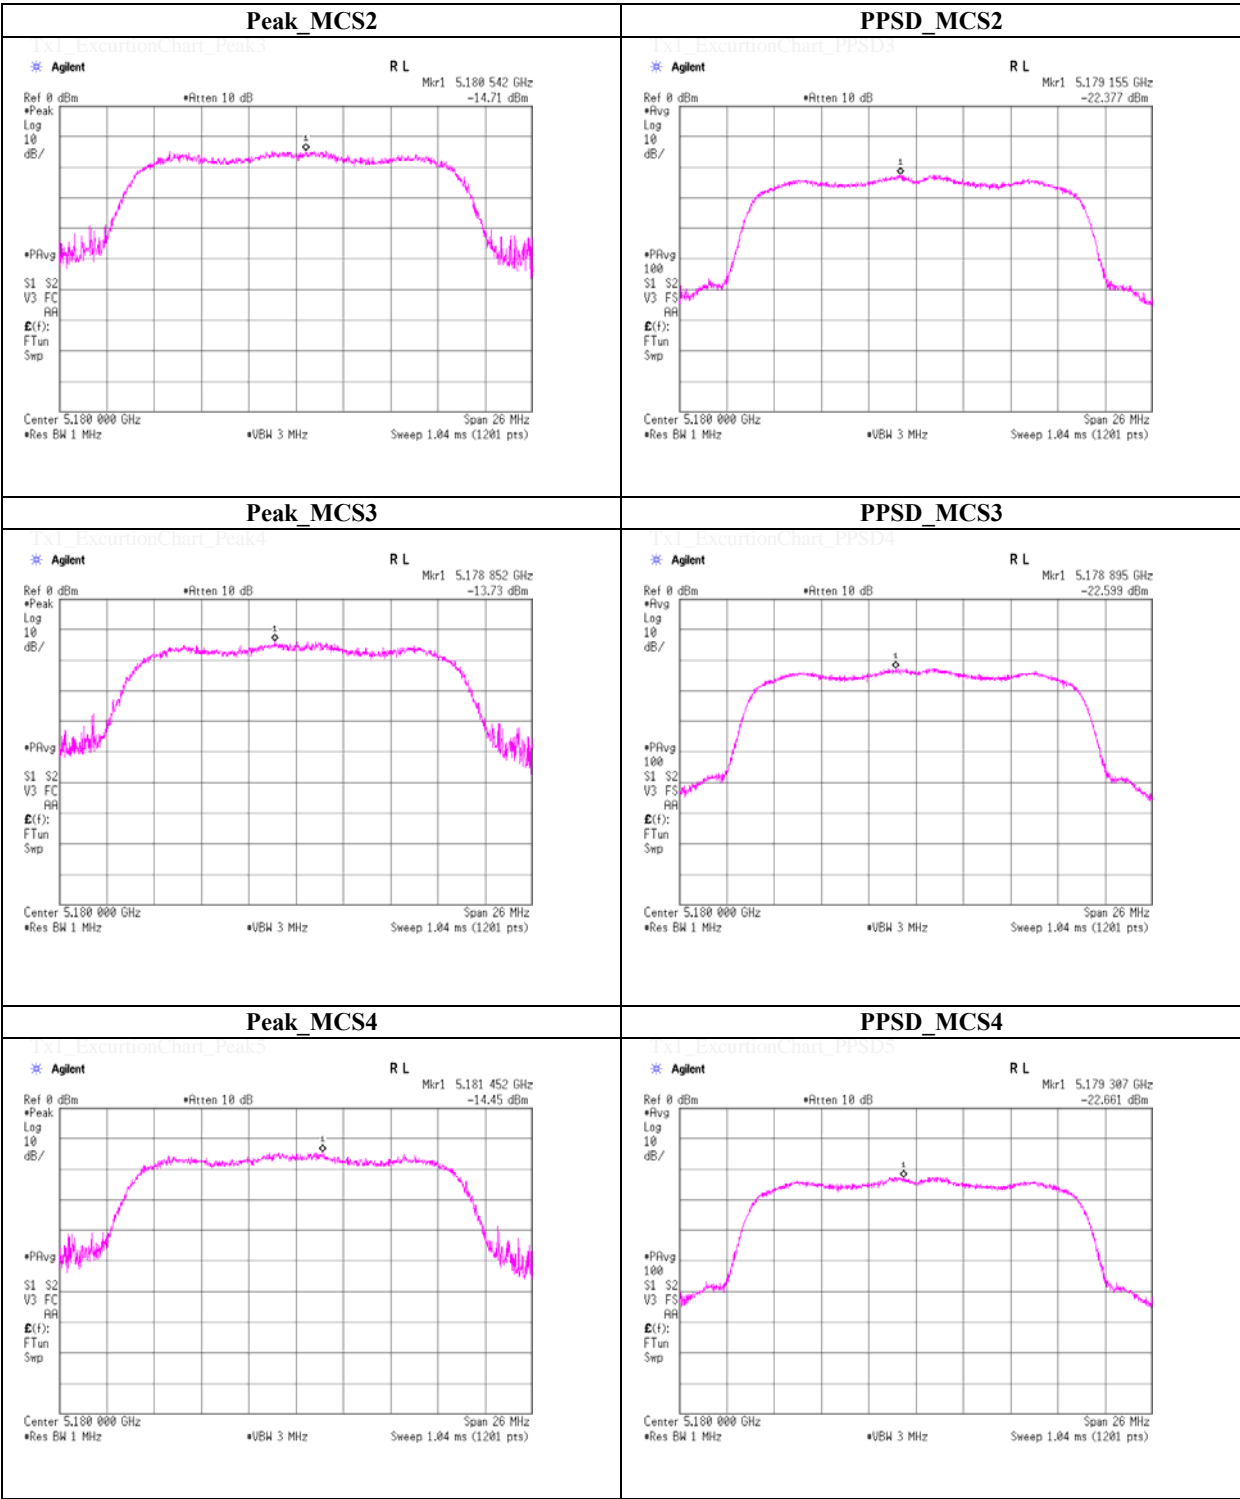 Peak_MCS2
PPSD_MCS2
Tx1_ExcurtionChart_Peak3
Agilent
R L
Mkr1 5.180 542 GHz
Ref 0 dBm
*Atten 10 dB
-14.71 dBm
*Peak
Log
10
dB/
1
*PAvg
S1 S2
V3 FC
AA
£(f):
FTun
Swp
Center 5.180 000 GHz
Span 26 MHz
*Res BW 1 MHz
*VBW 3 MHz
Sweep 1.04 ms (1201 pts)
Tx1_ExcurtionChart_PPSD3
Agilent
R L
Mkr1 5.179 155 GHz
Ref 0 dBm
*Atten 10 dB
-22.377 dBm
*Avg
Log
10
dB/
1
*PAvg
100
S1 S2
V3 FS
AA
£(f):
FTun
Swp
Center 5.180 000 GHz
Span 26 MHz
*Res BW 1 MHz
*VBW 3 MHz
Sweep 1.04 ms (1201 pts)
Peak_MCS3
PPSD_MCS3
Tx1_ExcurtionChart_Peak4
Agilent
R L
Mkr1 5.178 852 GHz
Ref 0 dBm
*Atten 10 dB
-13.73 dBm
*Peak
Log
10
dB/
1
*PAvg
S1 S2
V3 FC
AA
£(f):
FTun
Swp
Center 5.180 000 GHz
Span 26 MHz
*Res BW 1 MHz
*VBW 3 MHz
Sweep 1.04 ms (1201 pts)
Tx1_ExcurtionChart_PPSD4
Agilent
R L
Mkr1 5.178 895 GHz
Ref 0 dBm
*Atten 10 dB
-22.599 dBm
*Avg
Log
10
dB/
1
*PAvg
100
S1 S2
V3 FS
AA
£(f):
FTun
Swp
Center 5.180 000 GHz
Span 26 MHz
*Res BW 1 MHz
*VBW 3 MHz
Sweep 1.04 ms (1201 pts)
Peak_MCS4
PPSD_MCS4
Tx1_ExcurtionChart_Peak5
Agilent
R L
Mkr1 5.181 452 GHz
Ref 0 dBm
*Atten 10 dB
-14.45 dBm
*Peak
Log
10
dB/
1
*PAvg
S1 S2
V3 FC
AA
£(f):
FTun
Swp
Center 5.180 000 GHz
Span 26 MHz
*Res BW 1 MHz
*VBW 3 MHz
Sweep 1.04 ms (1201 pts)
Tx1_ExcurtionChart_PPSD5
Agilent
R L
Mkr1 5.179 307 GHz
Ref 0 dBm
*Atten 10 dB
-22.661 dBm
*Avg
Log
10
dB/
1
*PAvg
100
S1 S2
V3 FS
AA
£(f):
FTun
Swp
Center 5.180 000 GHz
Span 26 MHz
*Res BW 1 MHz
*VBW 3 MHz
Sweep 1.04 ms (1201 pts)